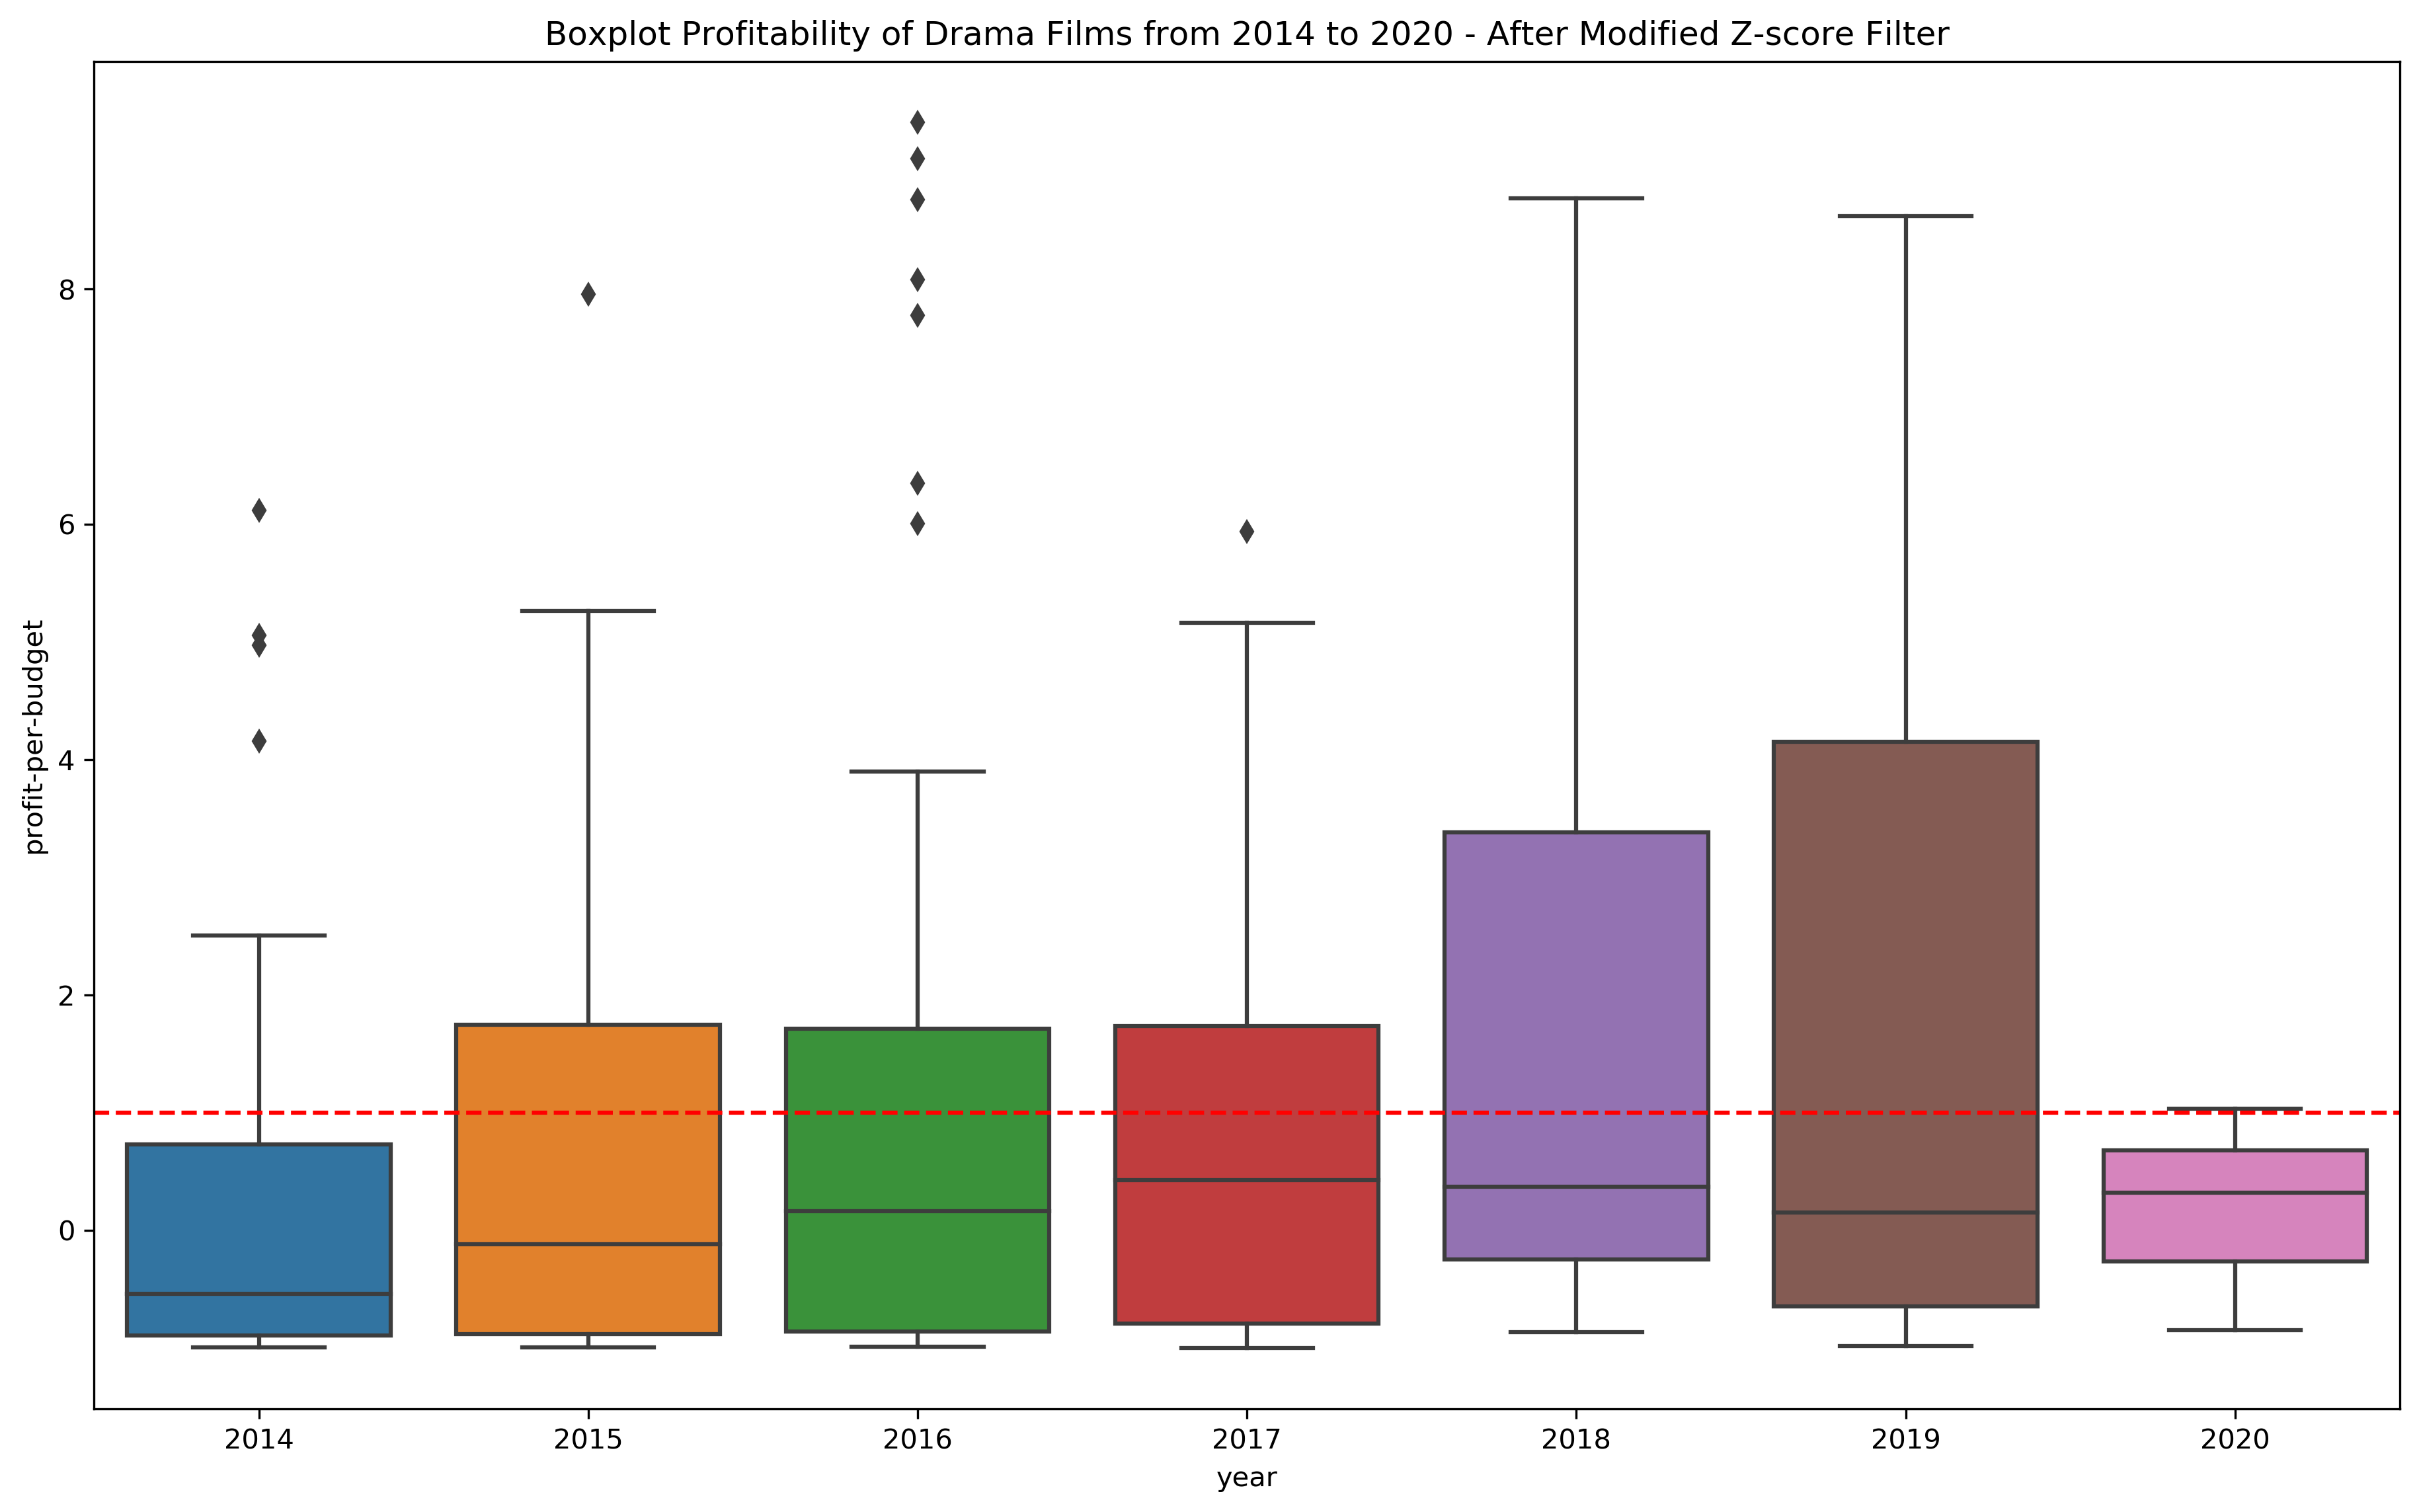 Boxplot Profitability of Drama Films from 2014 to 2020 - After Modified Z-score Filter
profit-per-budget
8
6
4
2
0
2014 2015 2016 2017 2018 2019 2020
year